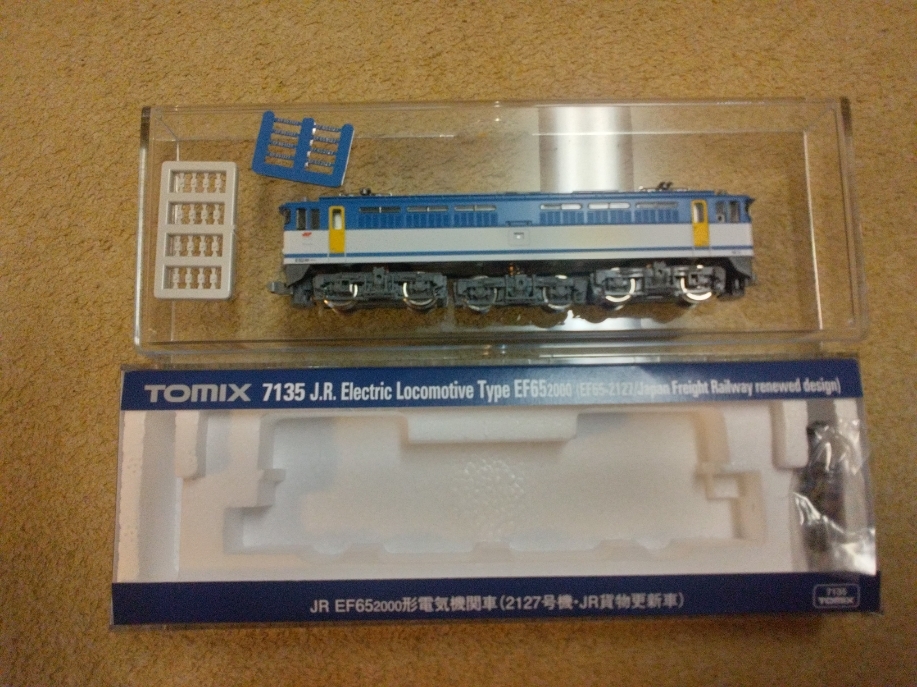 TOMIX 7135 J.R. Electric Locomotive Type EF652000 (EF65-2127/Japan Freight Railway renewed design)
JR EF652000形電気機関車(2127号機・JR貨物更新車)
7135
TOMIX